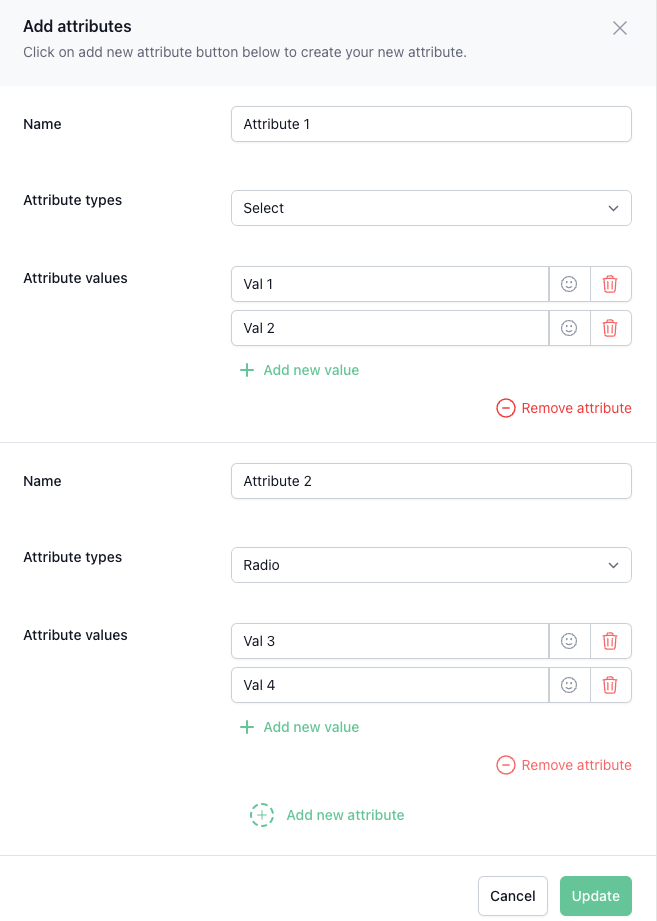 Add attributes
Click on add new attribute button below to create your new attribute.
Name
Attribute 1
Attribute types
Select
Attribute values
Val 1
Val 2
Add new value
Remove attribute
Name
Attribute 2
Attribute types
Radio
Attribute values
Val 3
Val 4
Add new value
Remove attribute
Add new attribute
Cancel
Update